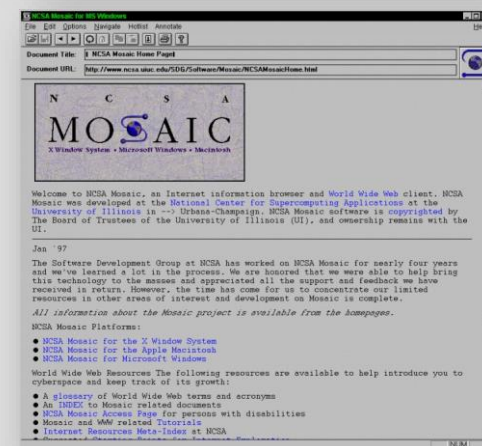 NCSA Mosaic for MS Windows
File Edit Options Navigate Hotlist Annotate
Document Title: NCSA Mosaic Home Page
Document URL: http://www.ncsa.uiuc.edu/SDG/Software/Mosaic/NCSAMosaicHome.html
N C S A
MOSAIC
X Window System • Microsoft Windows • Macintosh
Welcome to NCSA Mosaic, an Internet information browser and World Wide Web client. NCSA
Mosaic was developed at the National Center for Supercomputing Applications at the
University of Illinois in --> Urbana-Champaign. NCSA Mosaic software is copyrighted by
The Board of Trustees of the University of Illinois (UI), and ownership remains with the
UI.
Jan '97
The Software Development Group at NCSA has worked on NCSA Mosaic for nearly four years
and we've learned a lot in the process. We are honored that we were able to help bring
this technology to the masses and appreciated all the support and feedback we have
received in return. However, the time has come for us to concentrate our limited
resources in other areas of interest and development on Mosaic is complete.
All information about the Mosaic project is available from the homepages.
NCSA Mosaic Platforms:
● NCSA Mosaic for the X Window System
● NCSA Mosaic for the Apple Macintosh
● NCSA Mosaic for Microsoft Windows
World Wide Web Resources The following resources are available to help introduce you to
cyberspace and keep track of its growth:
● A glossary of World Wide Web terms and acronyms
● An INDEX to Mosaic related documents
● NCSA Mosaic Access Page for persons with disabilities
● Mosaic and WWW related Tutorials
● Internet Resources Meta-Index at NCSA
NUM